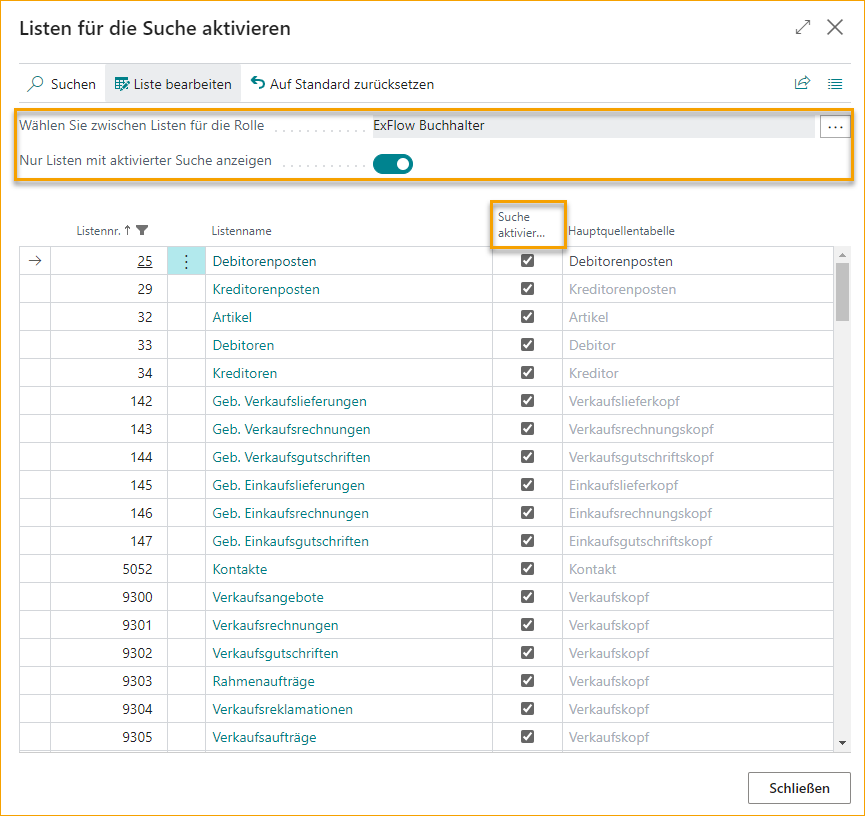 Listen für die Suche aktivieren
Suchen Liste bearbeiten Auf Standard zurücksetzen
Wählen Sie zwischen Listen für die Rolle ExFlow Buchhalter ...
Nur Listen mit aktivierter Suche anzeigen
Listennr. ↑ Listenname Suche aktivier... Hauptquellentabelle
25 Debitorenposten Debitorenposten
29 Kreditorenposten Kreditorenposten
32 Artikel Artikel
33 Debitoren Debitor
34 Kreditoren Kreditor
142 Geb. Verkaufslieferungen Verkaufslieferkopf
143 Geb. Verkaufsrechnungen Verkaufsrechnungskopf
144 Geb. Verkaufsgutschriften Verkaufsgutschriftskopf
145 Geb. Einkaufslieferungen Einkaufslieferkopf
146 Geb. Einkaufsrechnungen Einkaufsrechnungskopf
147 Geb. Einkaufsgutschriften Einkaufsgutschriftskopf
5052 Kontakte Kontakt
9300 Verkaufsangebote Verkaufskopf
9301 Verkaufsrechnungen Verkaufskopf
9302 Verkaufsgutschriften Verkaufskopf
9303 Rahmenaufträge Verkaufskopf
9304 Verkaufsreklamationen Verkaufskopf
9305 Verkaufsaufträge Verkaufskopf
Schließen